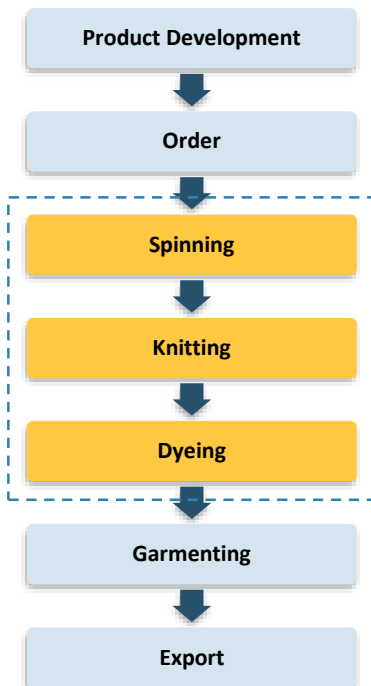 Product Development
Order
Spinning
Knitting
Dyeing
Garmenting
Export